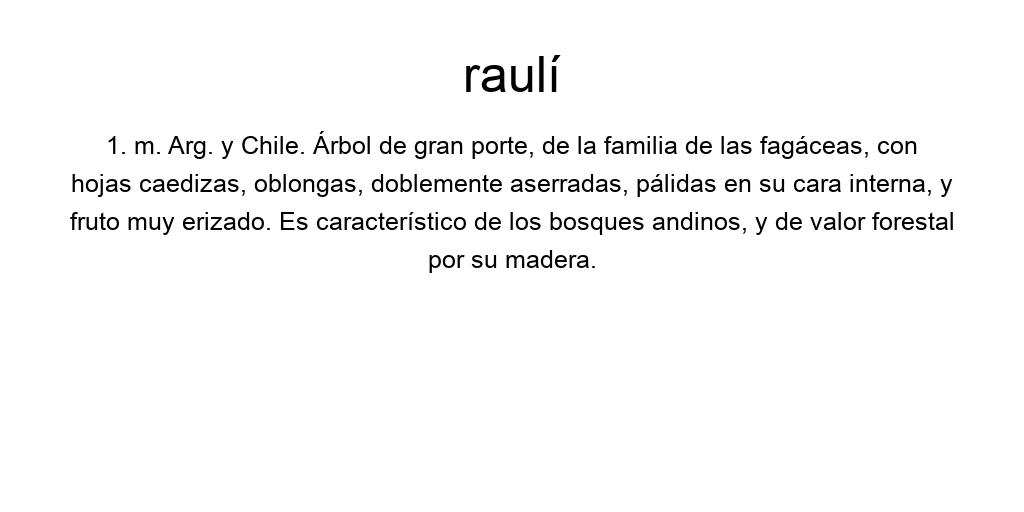 raulí
1. m. Arg. y Chile. Árbol de gran porte, de la familia de las fagáceas, con
hojas caedizas, oblongas, doblemente aserradas, pálidas en su cara interna, y
fruto muy erizado. Es característico de los bosques andinos, y de valor forestal
por su madera.